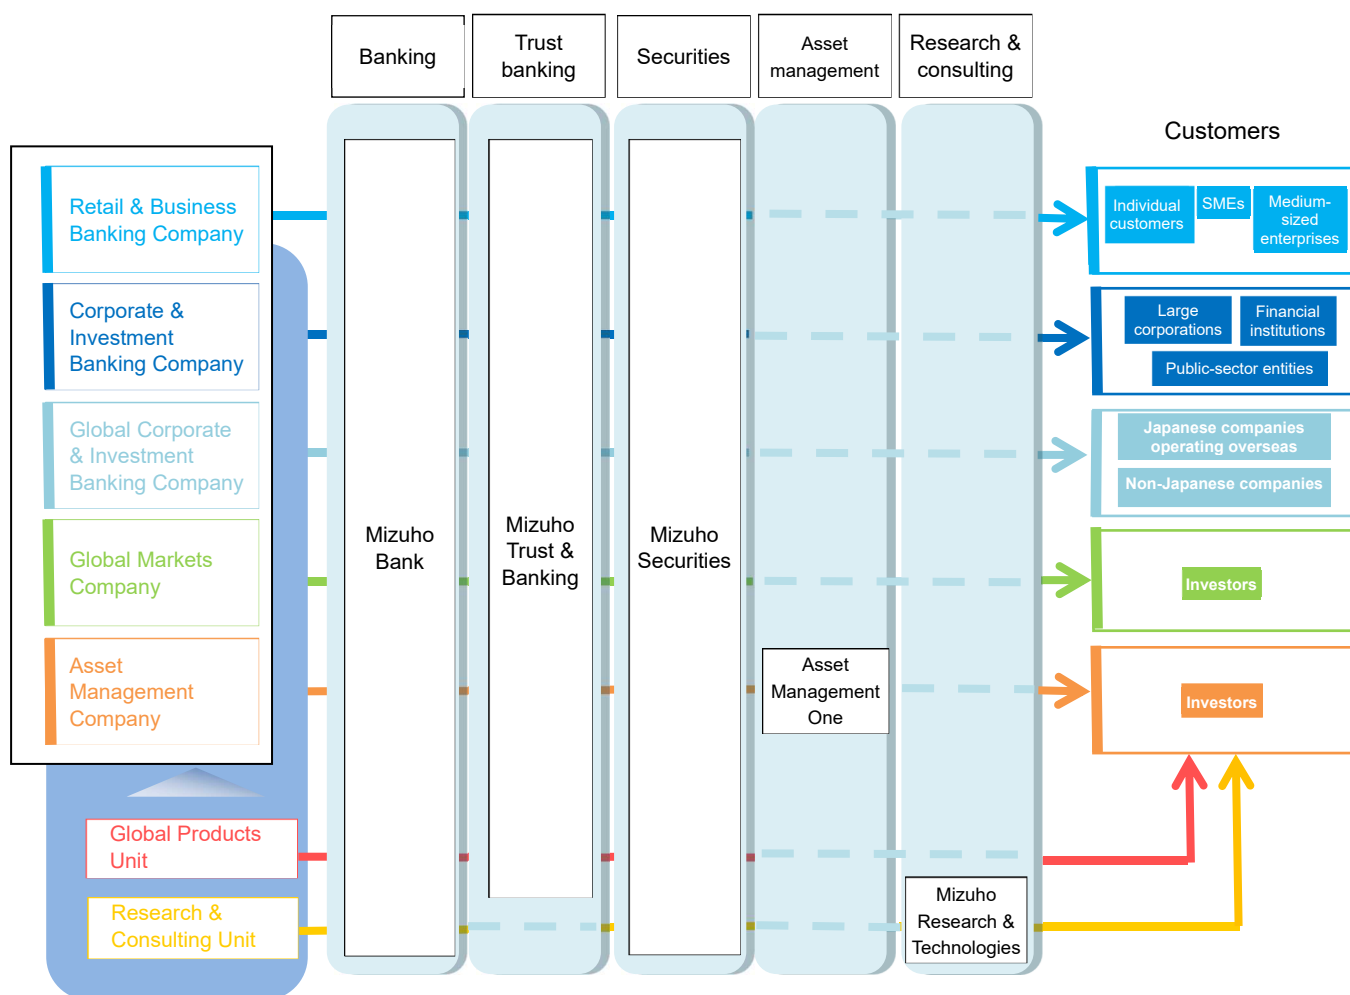 Banking
Trust
banking
Securities
Asset
management
Research &
consulting
Customers
Retail & Business
Banking Company
Individual
customers
SMEs
Medium-
sized
enterprises
Corporate &
Investment
Banking Company
Large
corporations
Financial
institutions
Public-sector entities
Global Corporate
& Investment
Banking Company
Japanese companies
operating overseas
Non-Japanese companies
Mizuho
Bank
Mizuho
Trust &
Banking
Mizuho
Securities
Global Markets
Company
Investors
Asset
Management
Company
Asset
Management
One
Investors
Global Products
Unit
Research &
Consulting Unit
Mizuho
Research &
Technologies